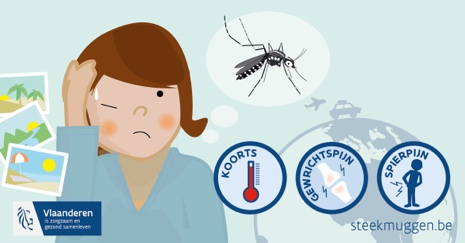 KOORTS
GEWRICHTSPIJN
SPIERPIJN
Vlaanderen
is zorgzaam en
gezond samenleven
steekmuggen.be